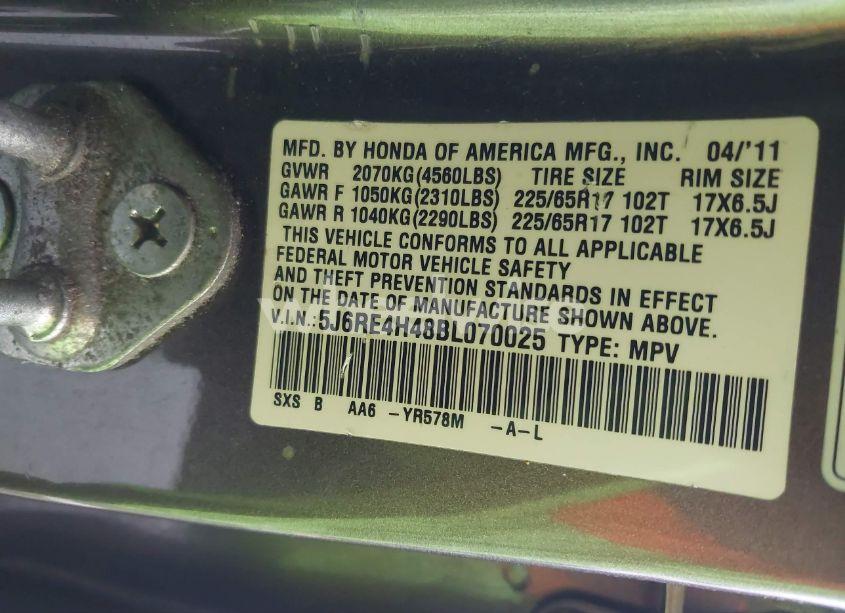 MFD. BY HONDA OF AMERICA MFG., INC. 04/'11
GVWR 2070KG(4560LBS) TIRE SIZE RIM SIZE
GAWR F 1050KG(2310LBS) 225/65R17 102T 17X6.5J
GAWR R 1040KG(2290LBS) 225/65R17 102T 17X6.5J
THIS VEHICLE CONFORMS TO ALL APPLICABLE
FEDERAL MOTOR VEHICLE SAFETY
AND THEFT PREVENTION STANDARDS IN EFFECT
ON THE DATE OF MANUFACTURE SHOWN ABOVE.
V.I.N.:5J6RE4H48BL070025 TYPE: MPV
SXS B AA6 -YR578M -A-L